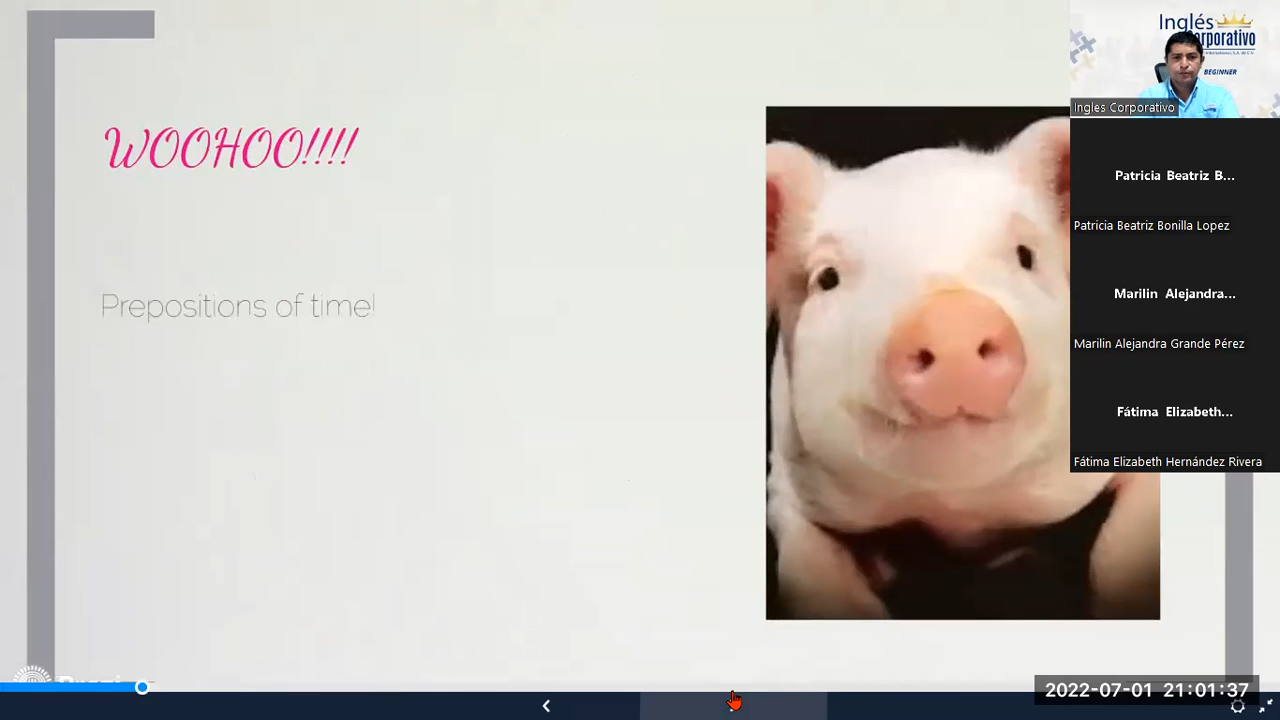 WOOHOO!!!!
Prepositions of time!
Inglés
Corporativo
BEGINNER
Ingles Corporativo
Patricia Beatriz B...
Patricia Beatriz Bonilla Lopez
Marilin Alejandra...
Marilin Alejandra Grande Pérez
Fátima Elizabeth...
Fátima Elizabeth Hernández Rivera
2022-07-01 21:01:37